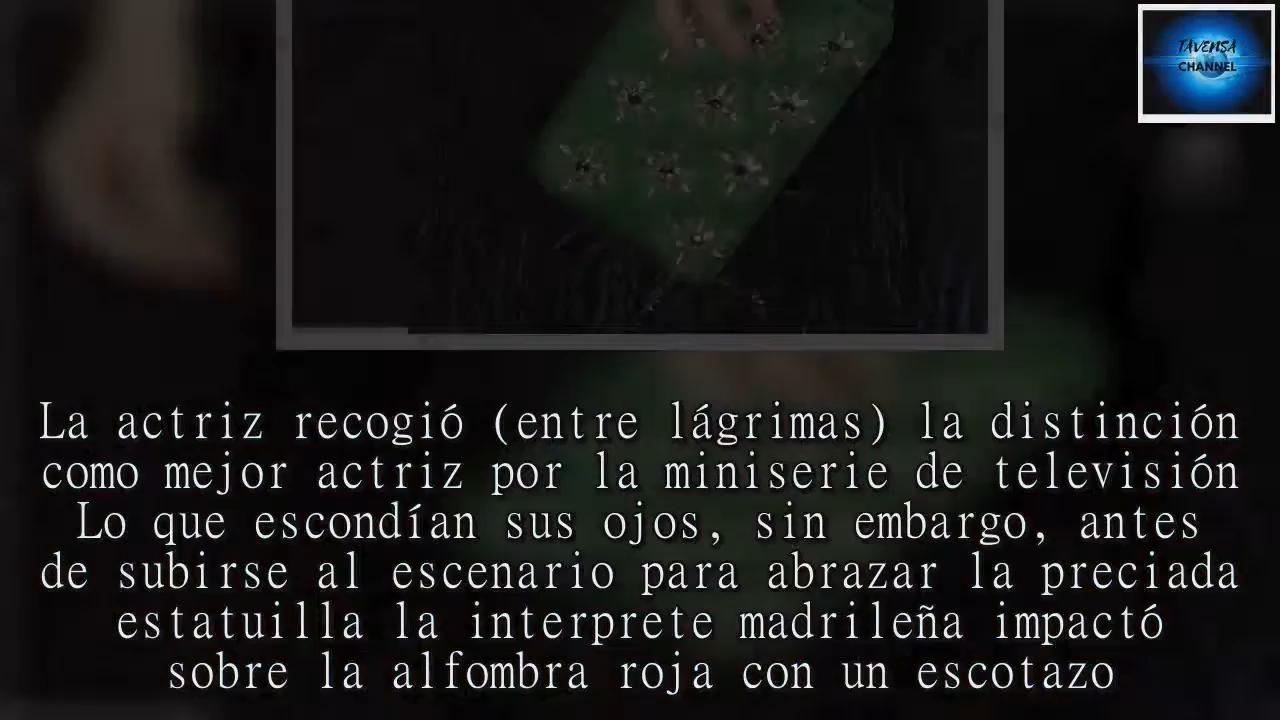 TAVENSA
CHANNEL
La actriz recogió (entre lágrimas) la distinción
como mejor actriz por la miniserie de televisión
Lo que escondían sus ojos, sin embargo, antes
de subirse al escenario para abrazar la preciada
estatuilla la interprete madrileña impactó
sobre la alfombra roja con un escotazo